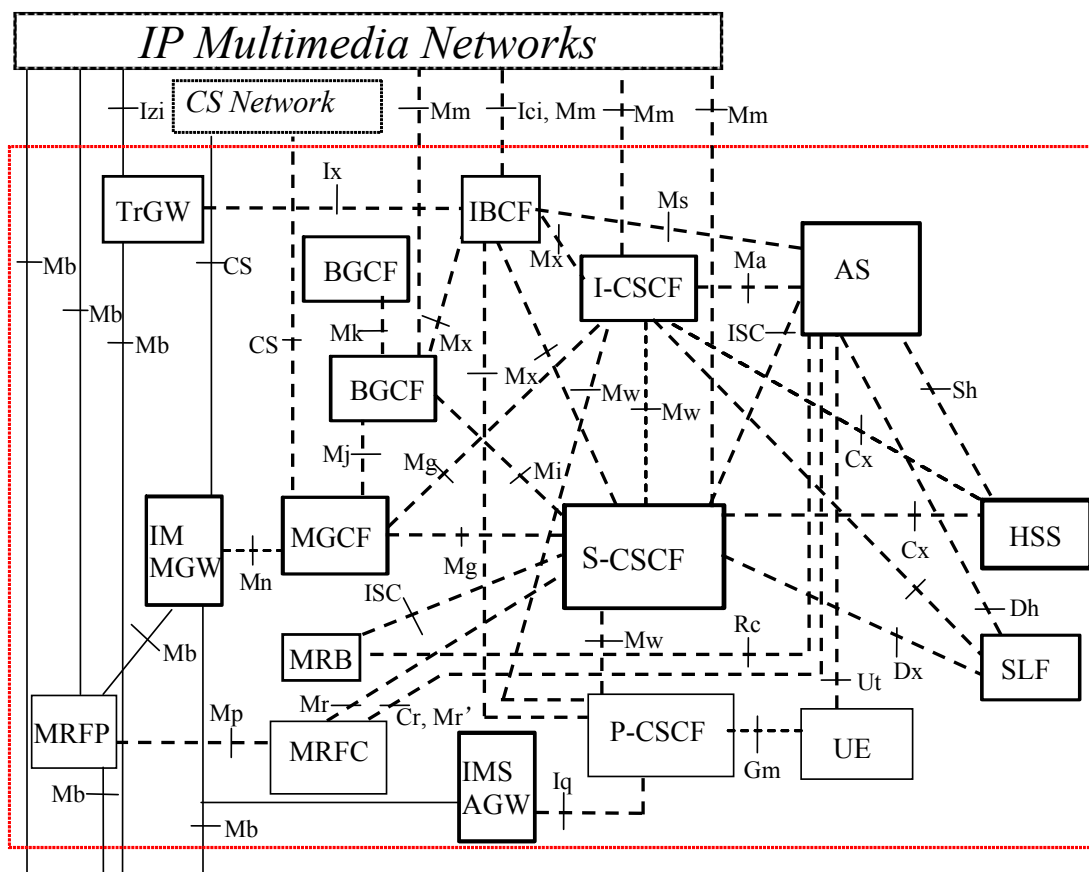 IP Multimedia Networks
Izi
CS Network
Mm
Ici, Mm
Mm
Mm
Ix
TrGW
IBCF
Ms
Mb
CS
BGCF
Mx
I-CSCF
Ma
AS
Mb
Mb
CS
Mk
Mx
ISC
BGCF
Mx
Mw
Mw
Sh
Mj
Mg
Mi
Cx
IM
MGW
MGCF
Mn
Mg
S-CSCF
Cx
HSS
ISC
Mb
MRB
Mw
Rc
Dh
SLF
Dx
Ut
MRFP
Mp
Mr
Cr, Mr’
MRFC
P-CSCF
Gm
UE
Mb
IMS
AGW
Iq
Mb